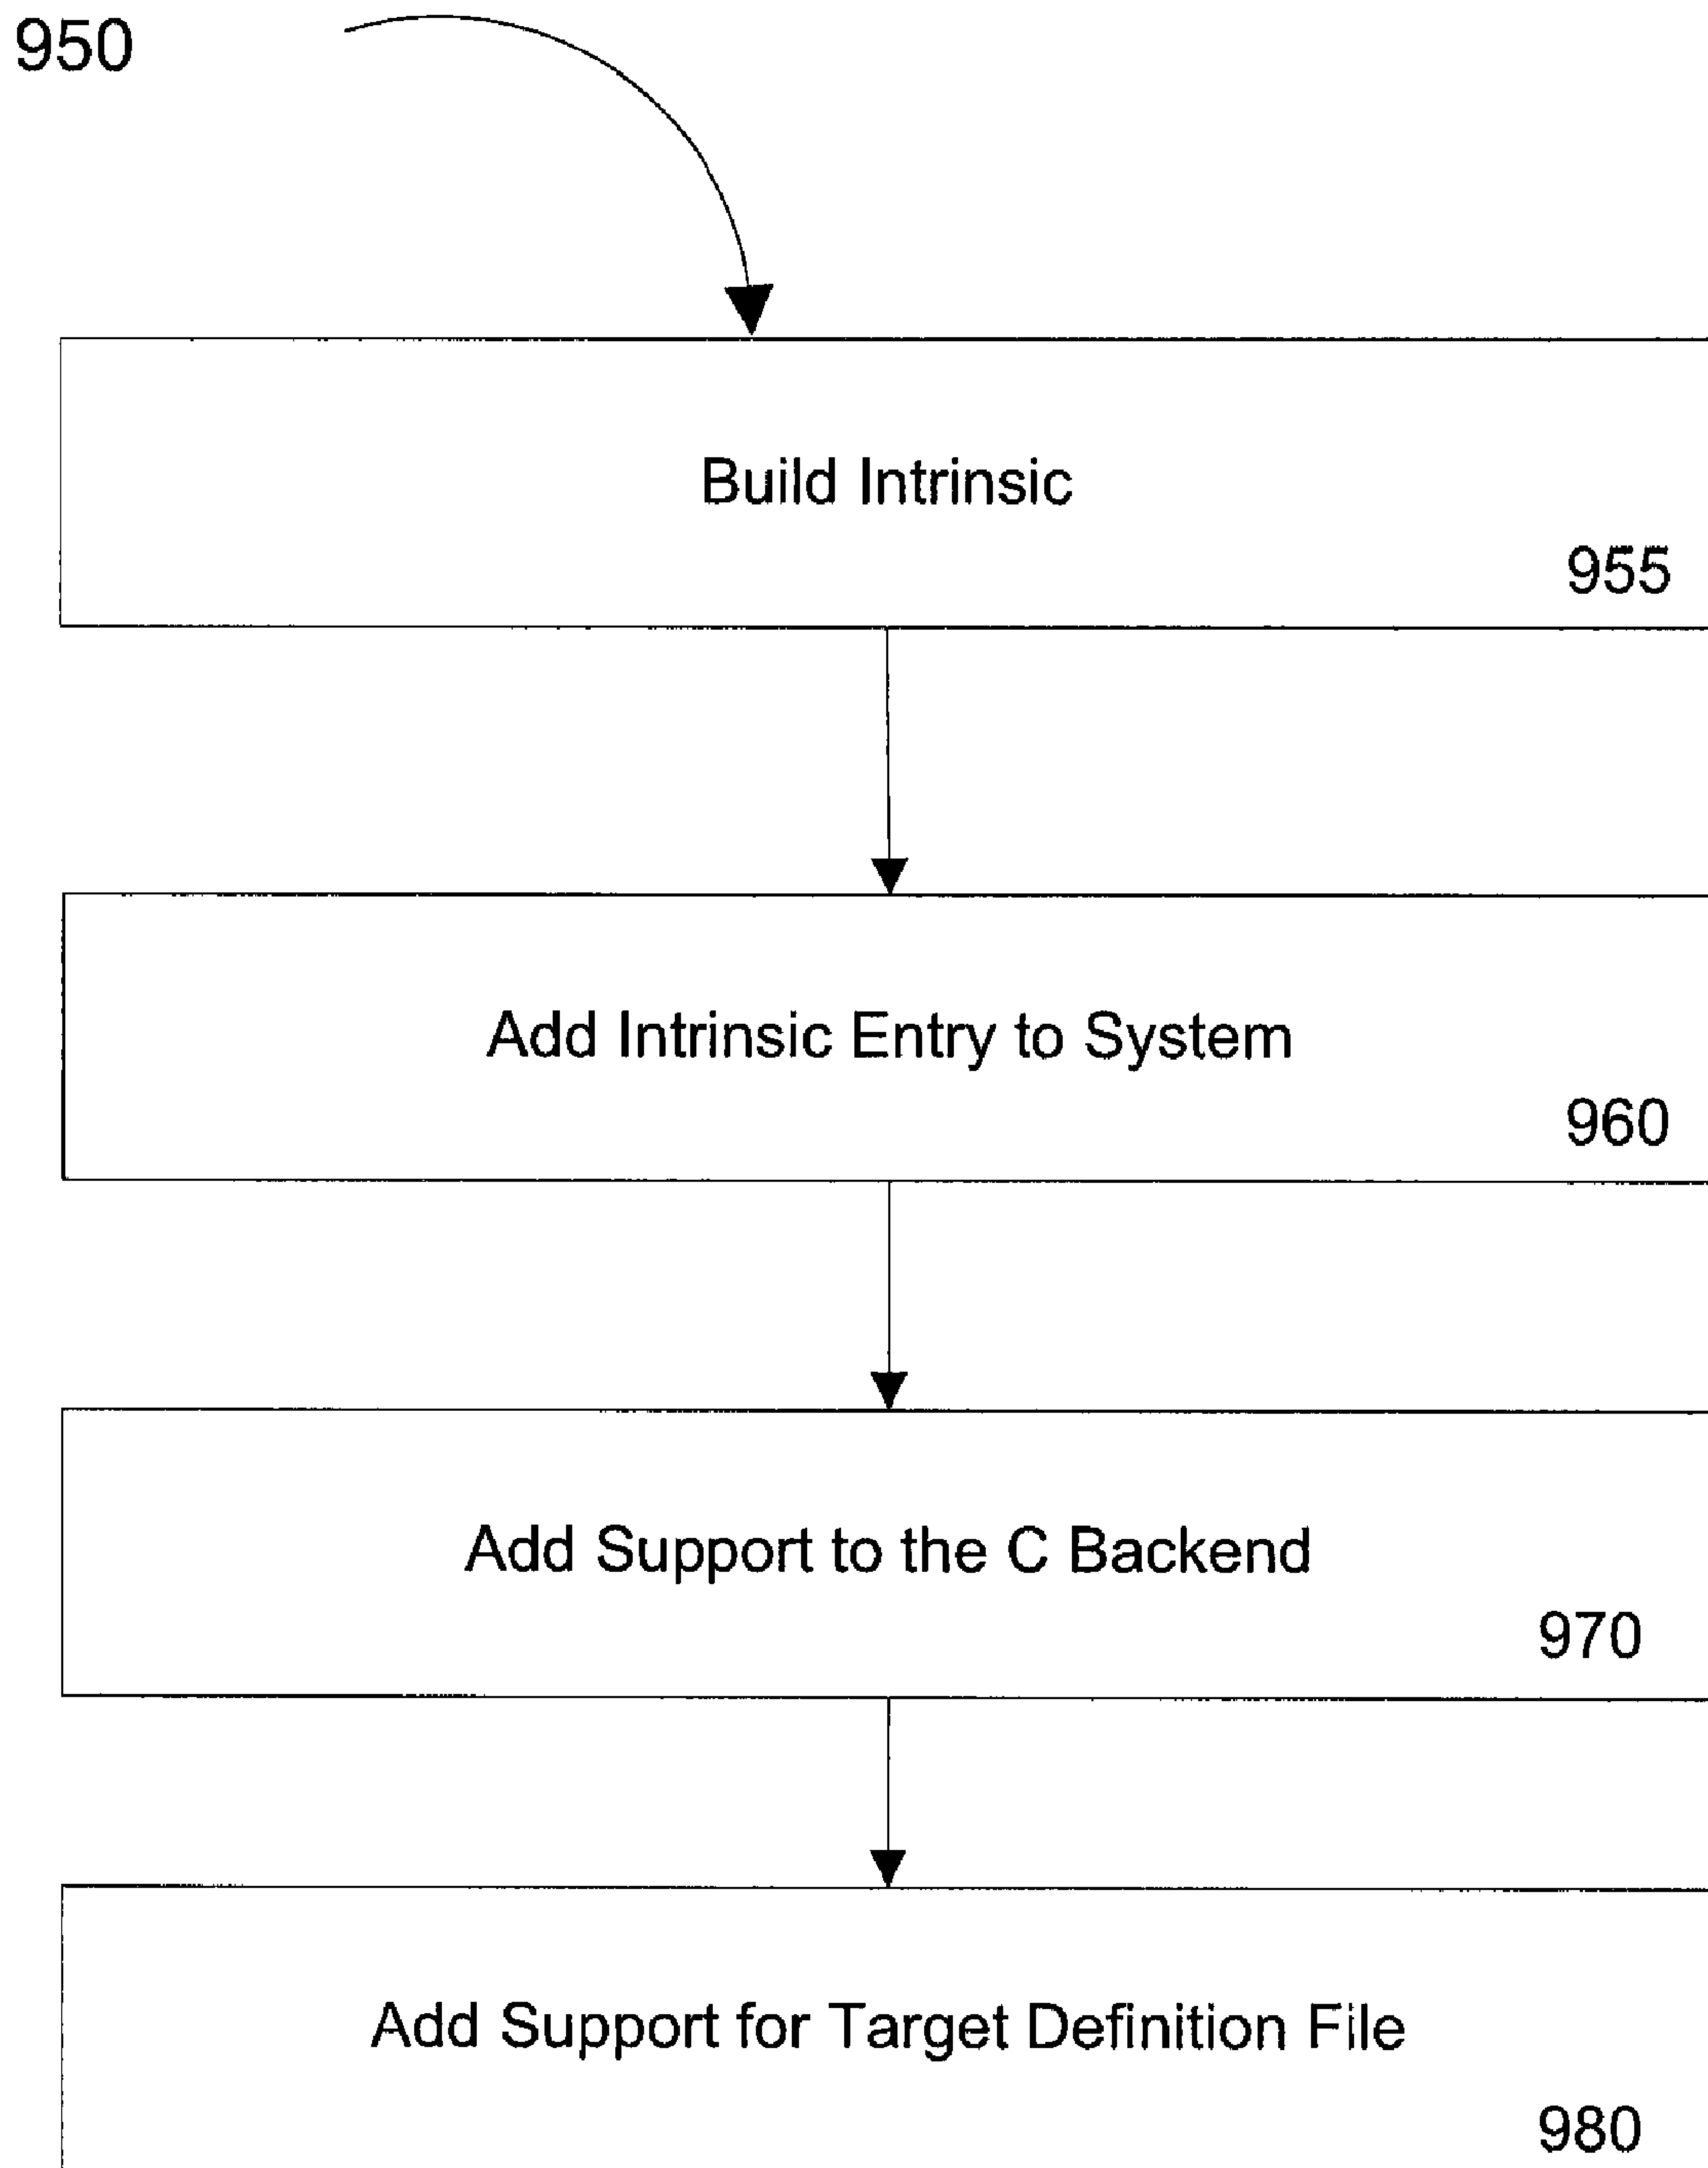 950
Build Intrinsic
955
Add Intrinsic Entry to System
960
Add Support to the C Backend
970
Add Support for Target Definition File
980